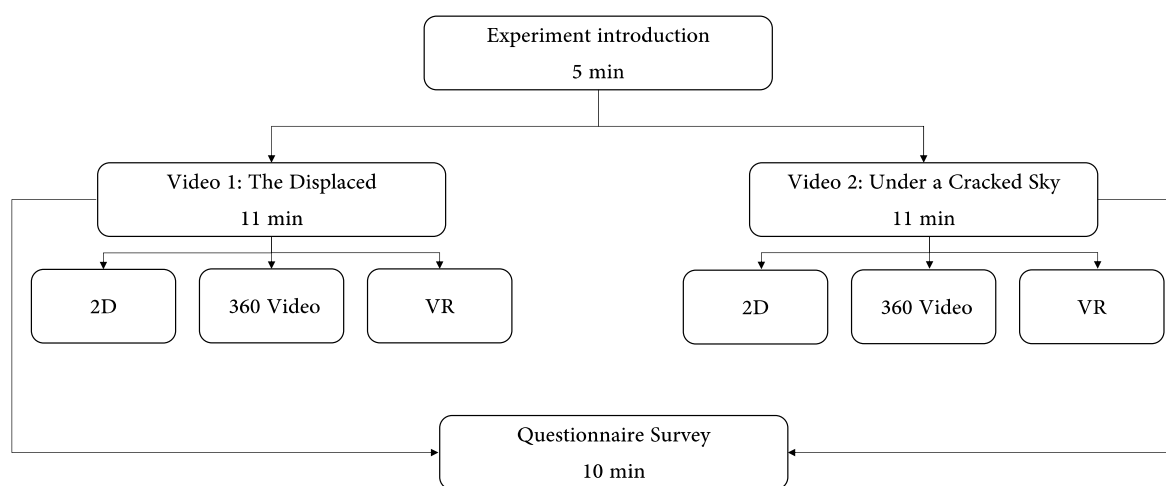 Experiment introduction
5 min
Video 1: The Displaced
11 min
Video 2: Under a Cracked Sky
11 min
2D
360 Video
VR
2D
360 Video
VR
Questionnaire Survey
10 min